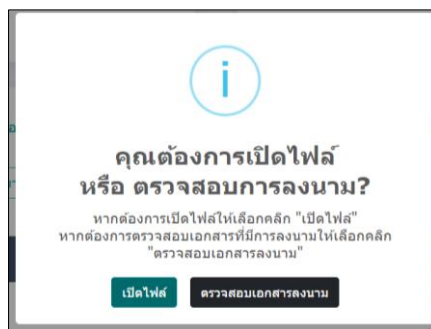 i
คุณต้องการเปิดไฟล์
หรือ ตรวจสอบการลงนาม?
หากต้องการเปิดไฟล์ให้เลือกคลิก "เปิดไฟล์"
หากต้องการตรวจสอบเอกสารที่มีการลงนามให้เลือกคลิก
"ตรวจสอบเอกสารลงนาม"
เปิดไฟล์ ตรวจสอบเอกสารลงนาม